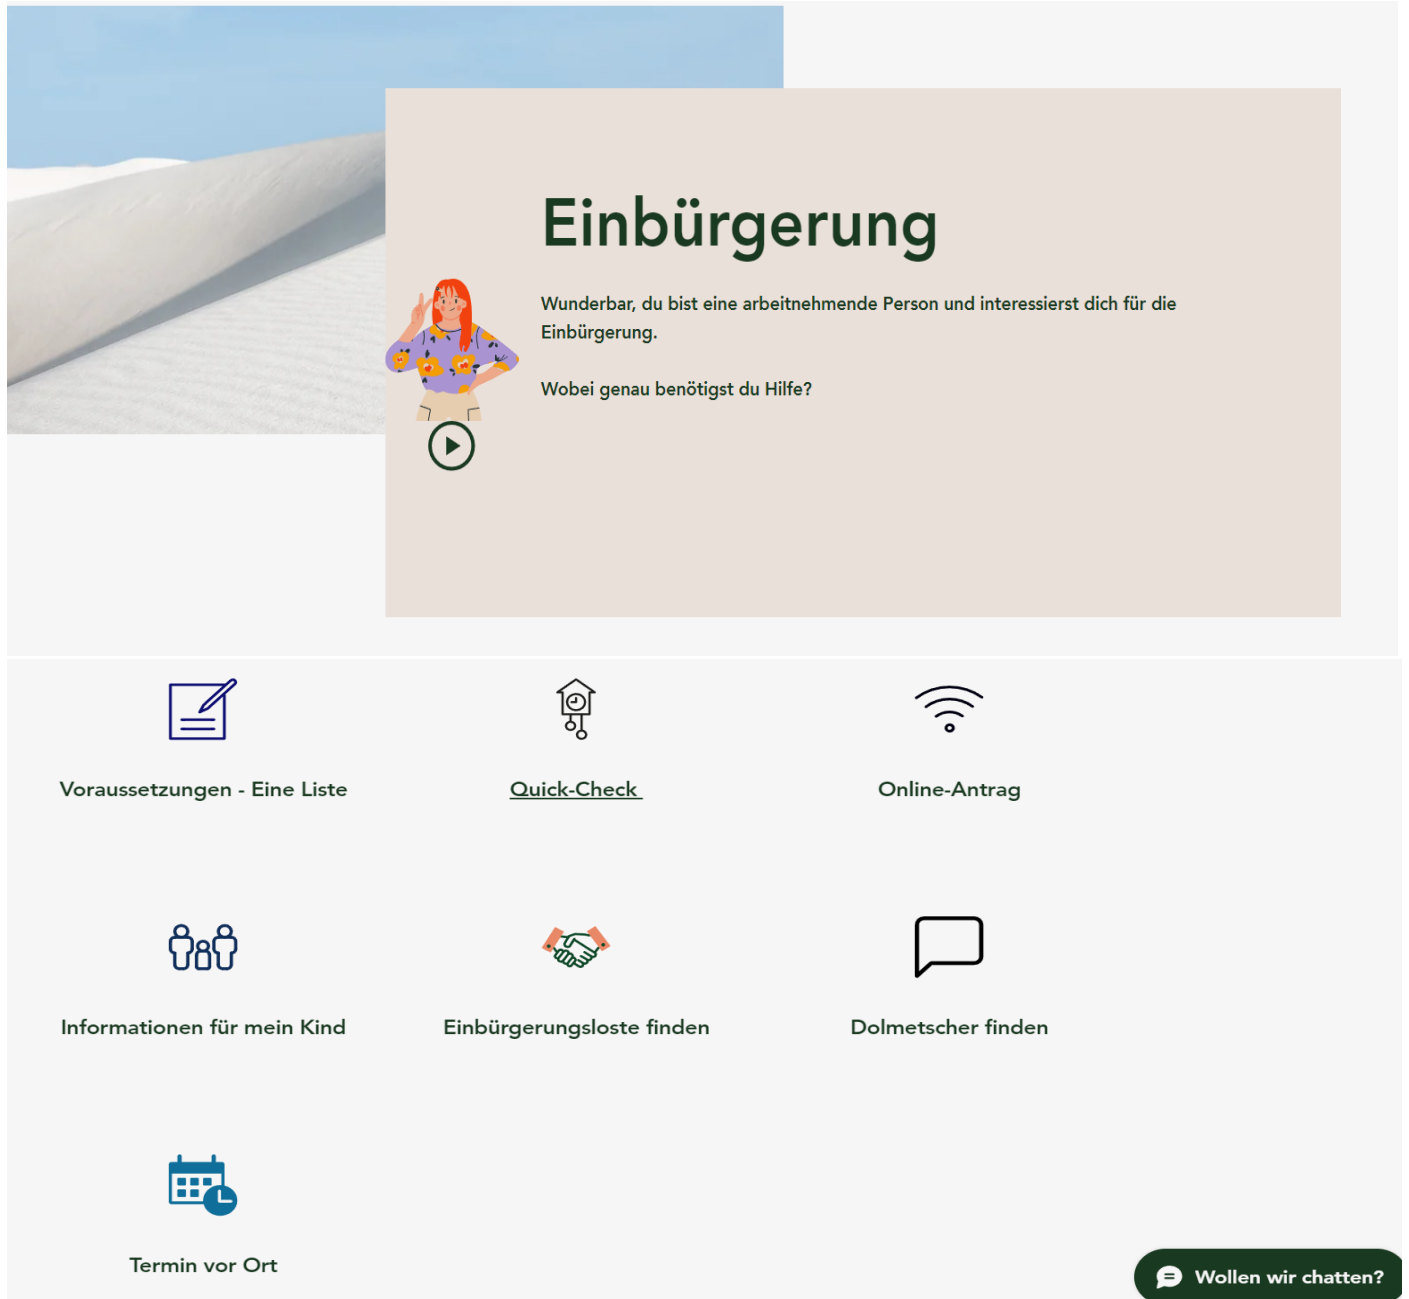 Einbürgerung
Wunderbar, du bist eine arbeitnehmende Person und interessierst dich für die
Einbürgerung.
Wobei genau benötigst du Hilfe?
Voraussetzungen - Eine Liste
Quick-Check
Online-Antrag
Informationen für mein Kind
Einbürgerungsloste finden
Dolmetscher finden
Termin vor Ort
Wollen wir chatten?